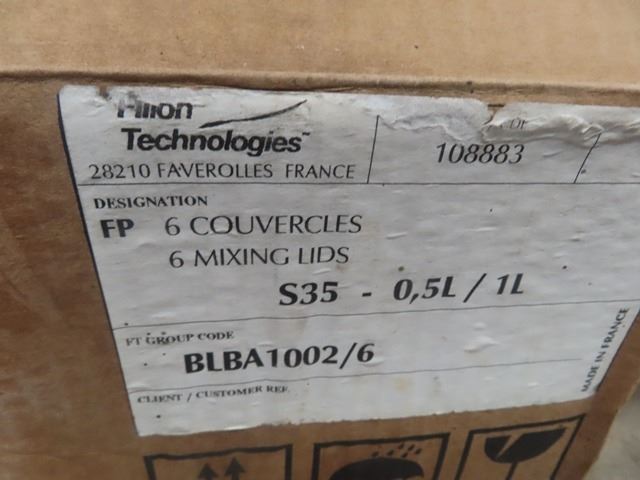 Fillon
Technologies™
28210 FAVEROLLES FRANCE
108883
DESIGNATION
FP 6 COUVERCLES
6 MIXING LIDS
S35 - 0,5L / 1L
FT GROUP CODE
BLBA1002/6
CLIENT / CUSTOMER REF.
MADE IN FRANCE